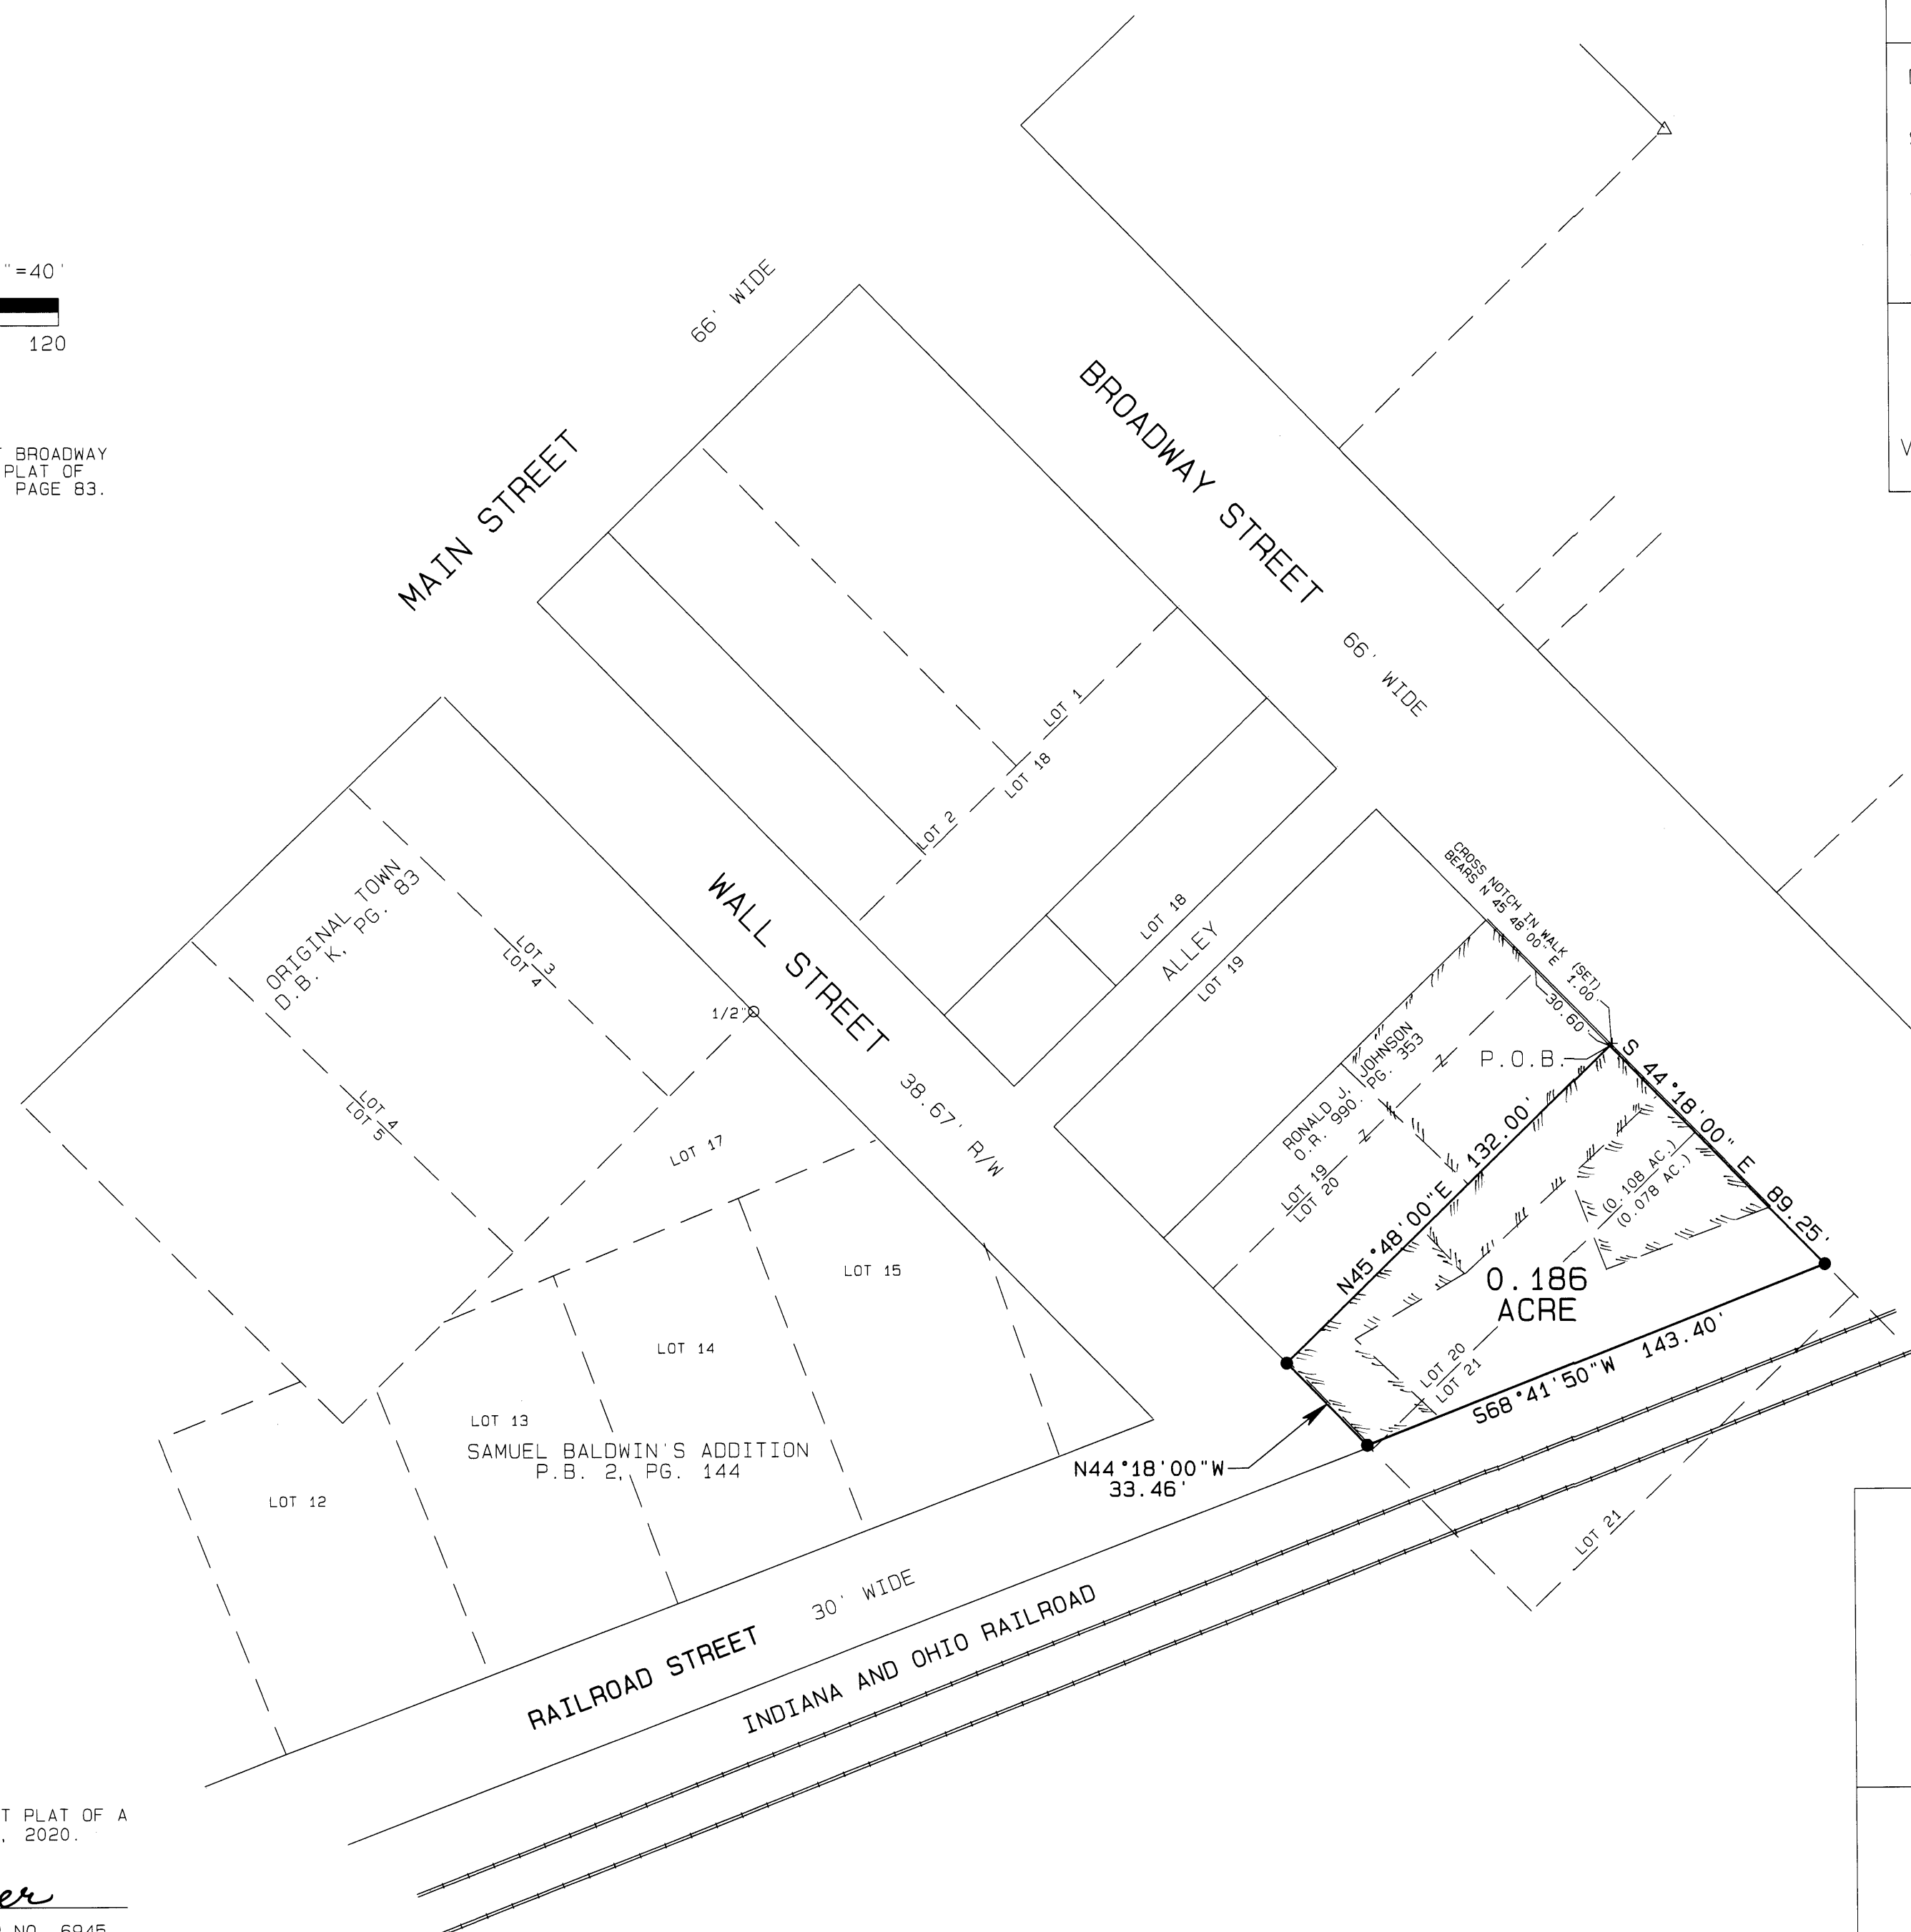 "=40'
120
BROADWAY
PLAT OF
PAGE 83.
66' WIDE
MAIN STREET
BROADWAY STREET
66' WIDE
LOT 1
LOT 18
LOT 2
LOT 18
ALLEY
LOT 19
WALL STREET
38.67' R/W
ORIGINAL TOWN
D.B. K, PG. 83
LOT 3
LOT 4
LOT 4
LOT 5
1/2"
LOT 17
CROSS NOTCH IN WALK (SET)
BEARS N 45°48'00" E 1.00'
30.60
P.O.B.
RONALD J. JOHNSON
O.R. 990, PG. 353
LOT 19
LOT 20
Z
Z
S 44°18'00" E 89.25'
N45°48'00"E 132.00'
(0.108 AC.)
(0.078 AC.)
0.186
ACRE
LOT 20
LOT 21
S68°41'50"W 143.40'
N44°18'00"W
33.46'
LOT 21
LOT 15
LOT 14
LOT 13
SAMUEL BALDWIN'S ADDITION
P.B. 2, PG. 144
LOT 12
RAILROAD STREET
30' WIDE
INDIANA AND OHIO RAILROAD
T PLAT OF A
, 2020.
er
NO. 6945